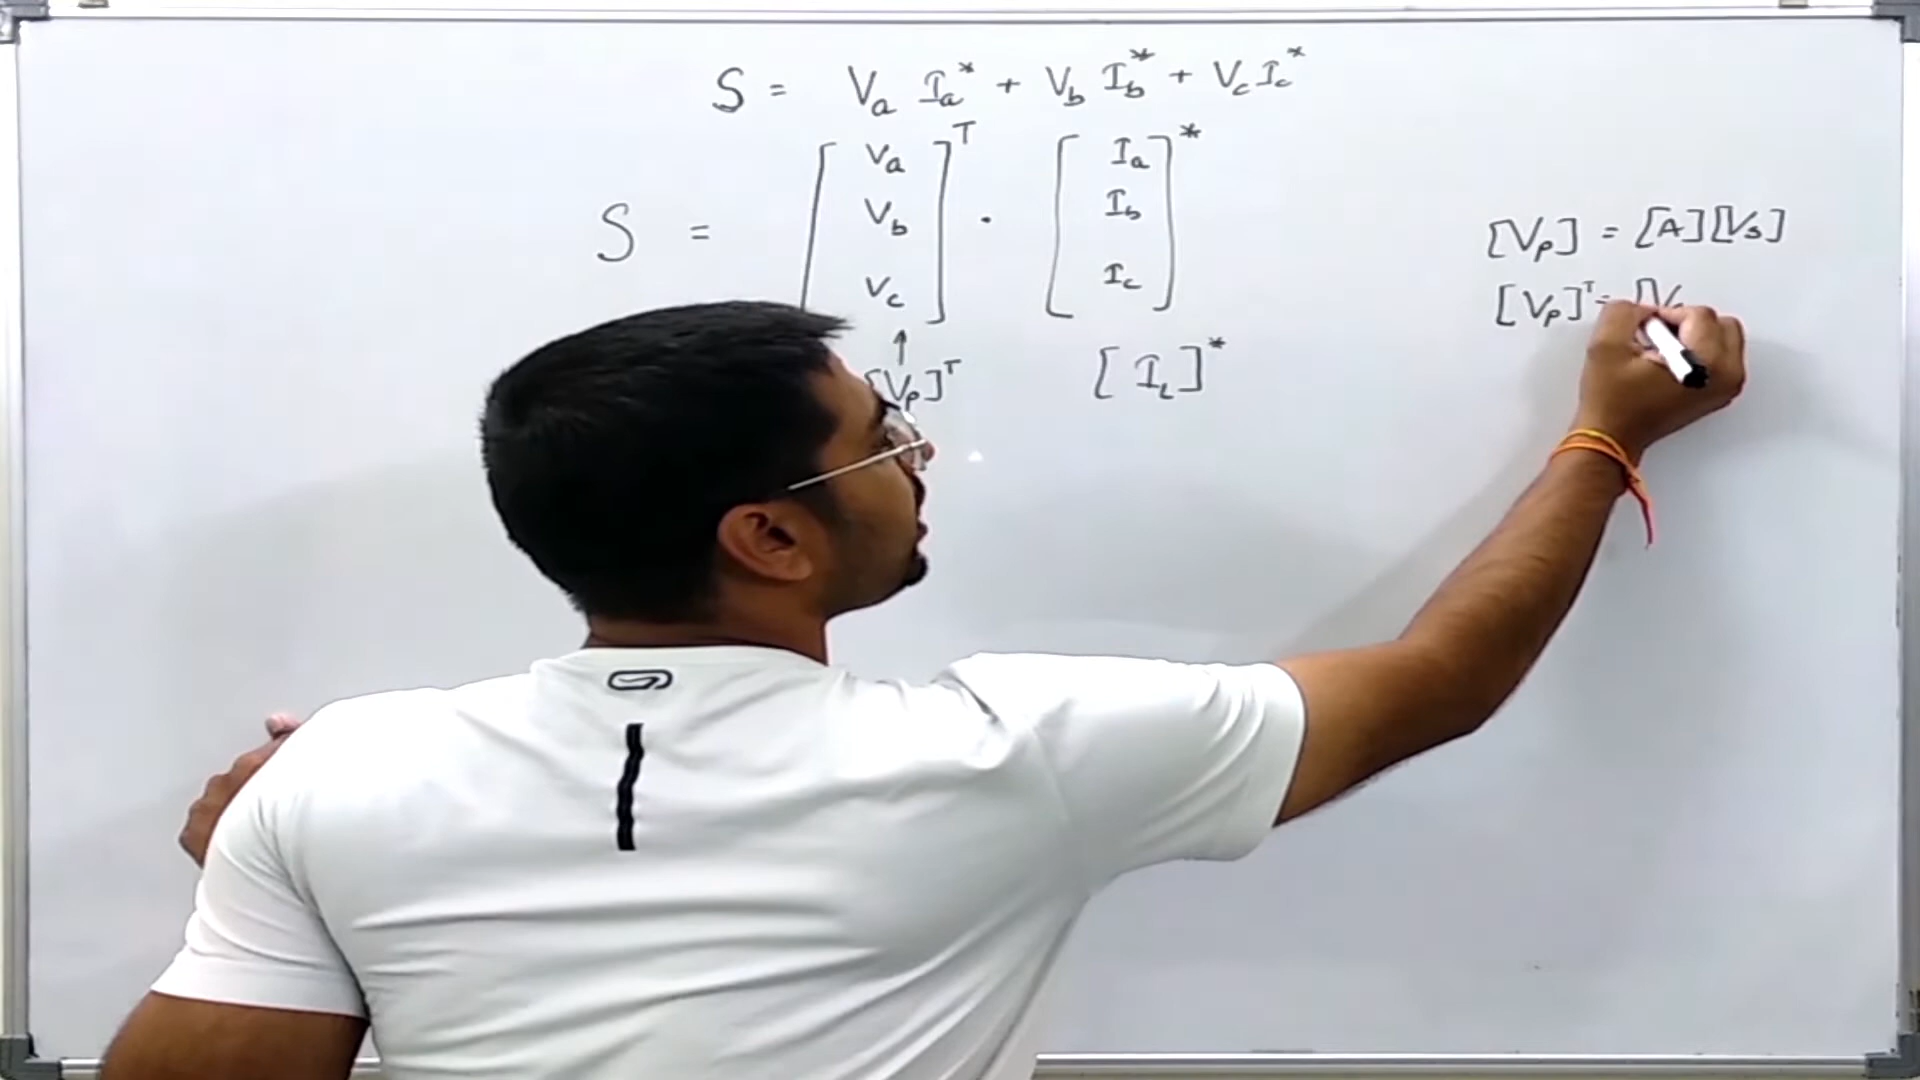 S = Va Ia* + Vb Ib* + Vc Ic*
S = [Va Vb Vc]^T · [Ia Ib Ic]*
[Vp]^T [IL]*
[Vp] = [A][Vs]
[Vp]^T = [V